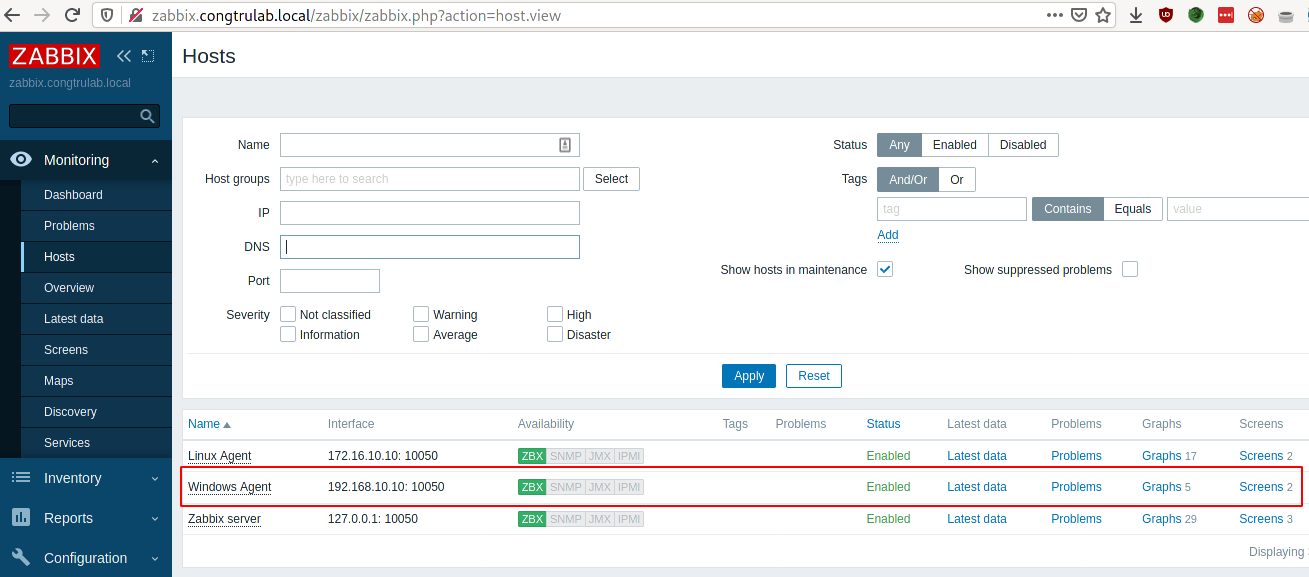 zabbix.congtrulab.local/zabbix/zabbix.php?action=host.view
ZABBIX
zabbix.congtrulab.local
Monitoring
Dashboard
Problems
Hosts
Overview
Latest data
Screens
Maps
Discovery
Services
Inventory
Reports
Configuration
Hosts
Name
Host groups type here to search Select
IP
DNS
Port
Severity Not classified Warning High
Information Average Disaster
Status Any Enabled Disabled
Tags And/Or Or
tag Contains Equals value
Add
Show hosts in maintenance Show suppressed problems
Apply Reset
Name Interface Availability Tags Problems Status Latest data Problems Graphs Screens
Linux Agent 172.16.10.10: 10050 ZBX SNMP JMX IPMI Enabled Latest data Problems Graphs 17 Screens 2
Windows Agent 192.168.10.10: 10050 ZBX SNMP JMX IPMI Enabled Latest data Problems Graphs 5 Screens 2
Zabbix server 127.0.0.1: 10050 ZBX SNMP JMX IPMI Enabled Latest data Problems Graphs 29 Screens 3
Displaying